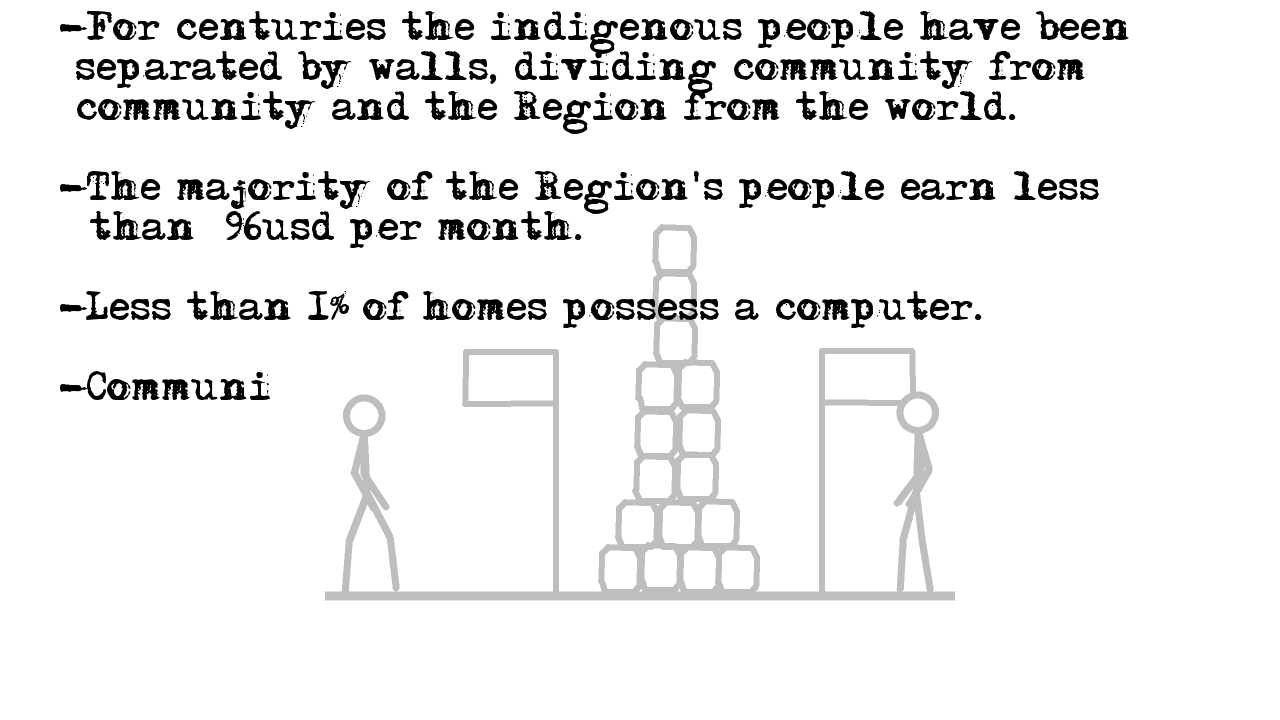 -For centuries the indigenous people have been
separated by walls, dividing community from
community and the Region from the world.
-The majority of the Region's people earn less
than 96usd per month.
-Less than 1% of homes possess a computer.
-Communi